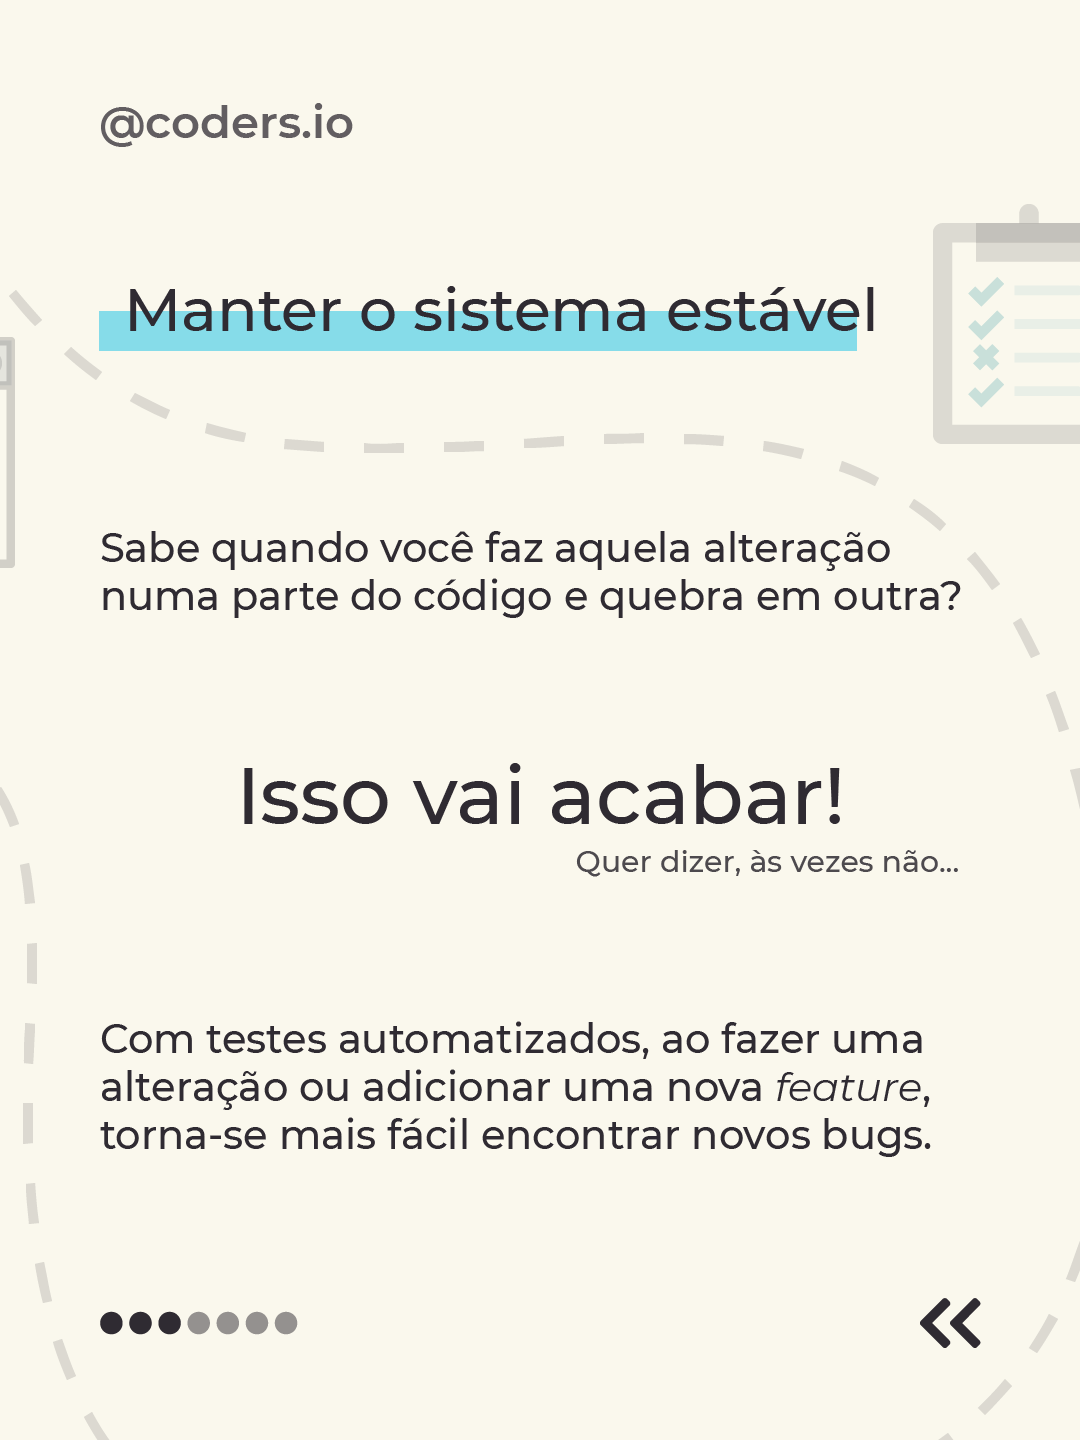 @coders.io
Manter o sistema estável
Sabe quando você faz aquela alteração
numa parte do código e quebra em outra?
Isso vai acabar!
Quer dizer, às vezes não...
Com testes automatizados, ao fazer uma
alteração ou adicionar uma nova feature,
torna-se mais fácil encontrar novos bugs.